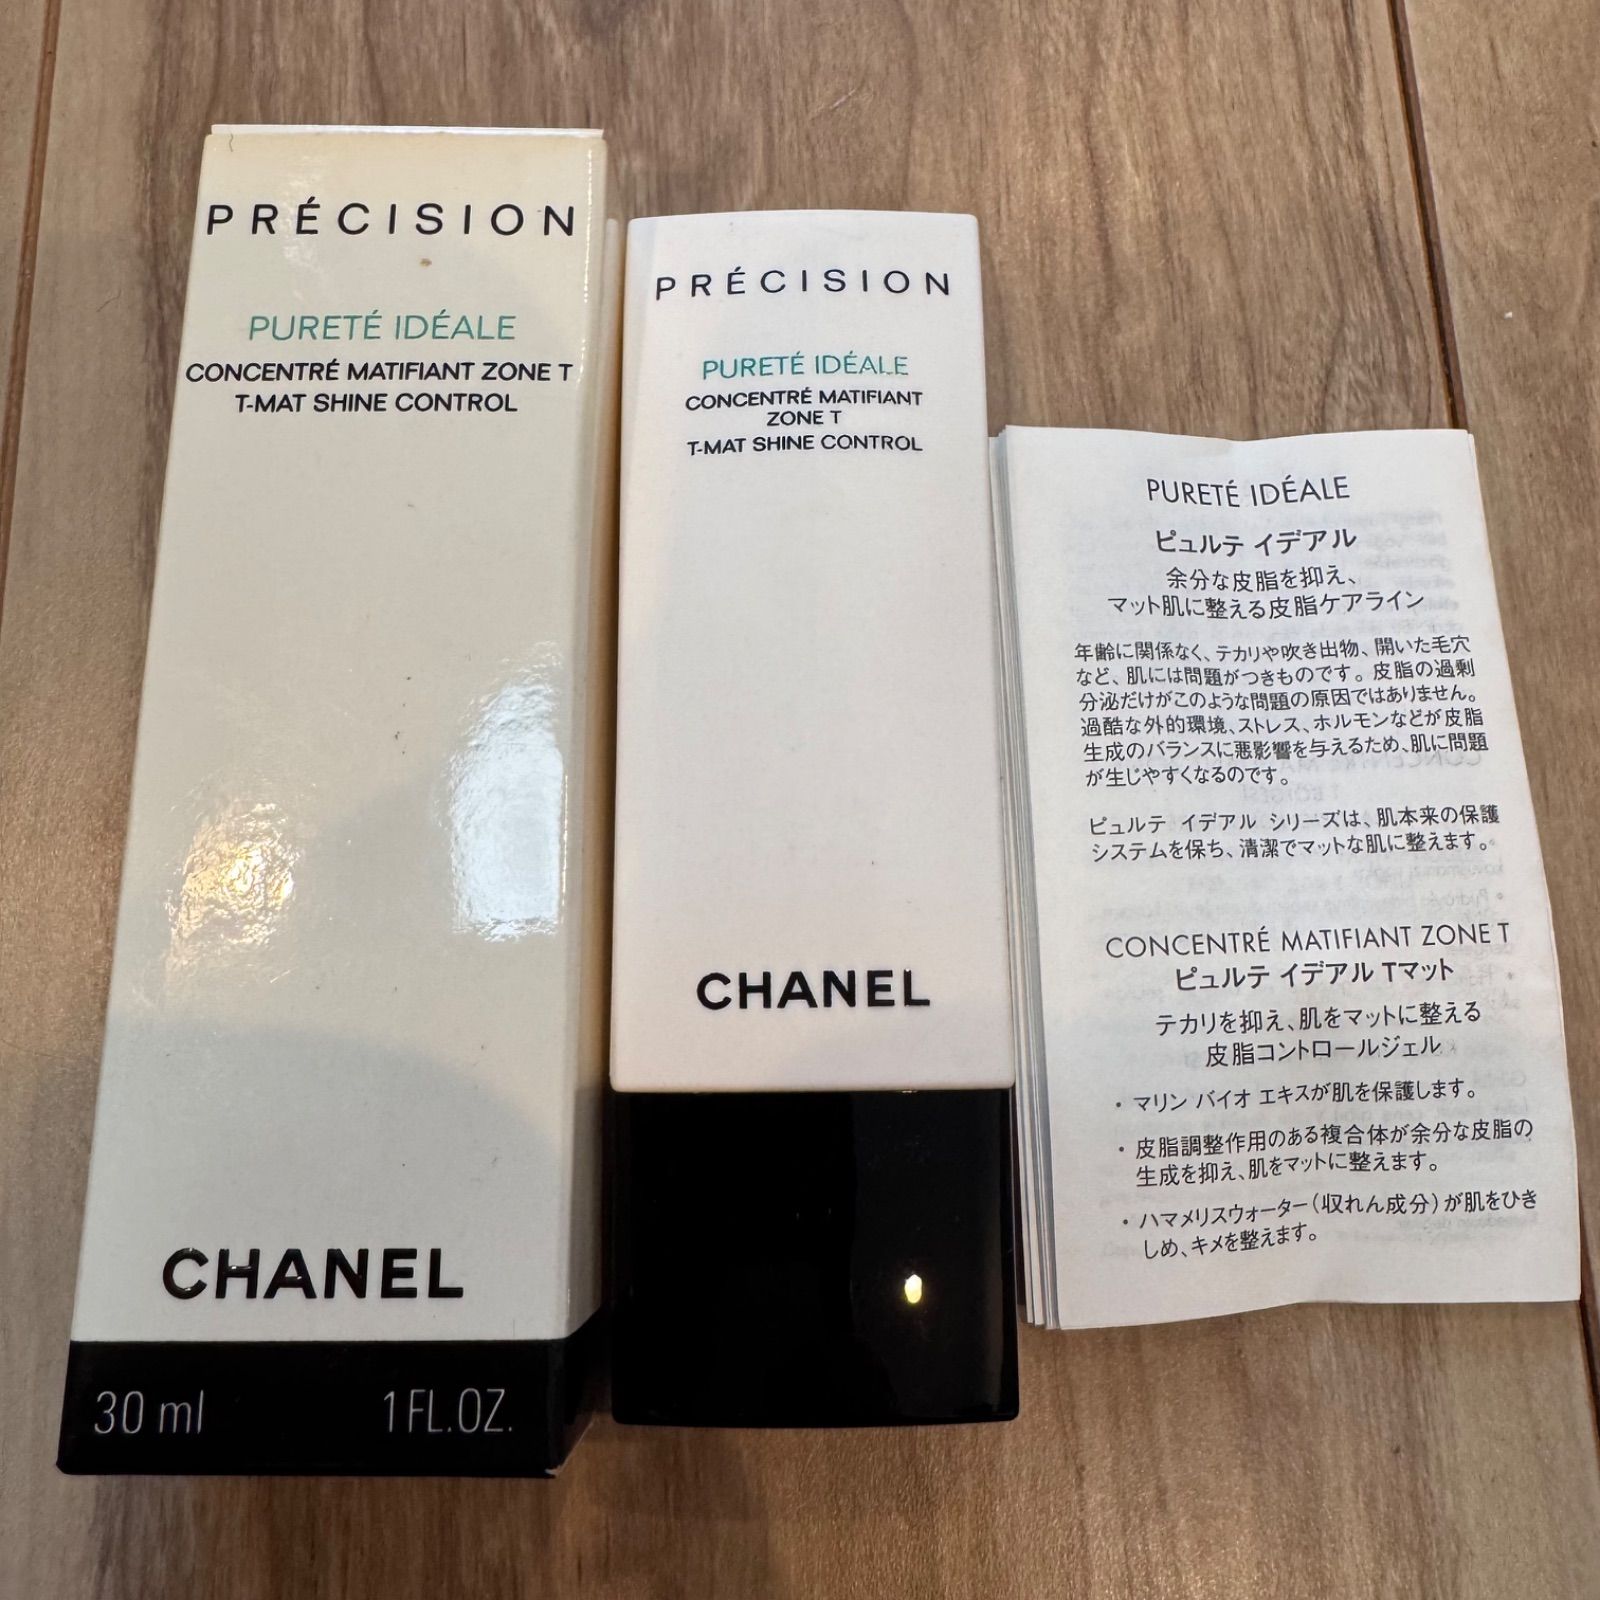 PRÉCISION
PURETÉ IDÉALE
CONCENTRÉ MATIFIANT ZONE T
T-MAT SHINE CONTROL
CHANEL
30 ml 1 FL.OZ.
PRÉCISION
PURETÉ IDÉALE
CONCENTRÉ MATIFIANT
ZONE T
T-MAT SHINE CONTROL
CHANEL
PURETÉ IDÉALE
ピュルテ イデアル
余分な皮脂を抑え、
マット肌に整える皮脂ケアライン
年齢に関係なく、テカリや吹き出物、開いた毛穴
など、肌には問題がつきものです。皮脂の過剰
分泌だけがこのような問題の原因ではありません。
過酷な外的環境、ストレス、ホルモンなどが皮脂
生成のバランスに悪影響を与えるため、肌に問題
が生じやすくなるのです。
ピュルテ イデアル シリーズは、肌本来の保護
システムを保ち、清潔でマットな肌に整えます。
CONCENTRÉ MATIFIANT ZONE T
ピュルテ イデアル Tマット
テカリを抑え、肌をマットに整える
皮脂コントロールジェル
・マリン バイオ エキスが肌を保護します。
・皮脂調整作用のある複合体が余分な皮脂の
生成を抑え、肌をマットに整えます。
・ハマメリスウォーター（収れん成分）が肌をひき
しめ、キメを整えます。